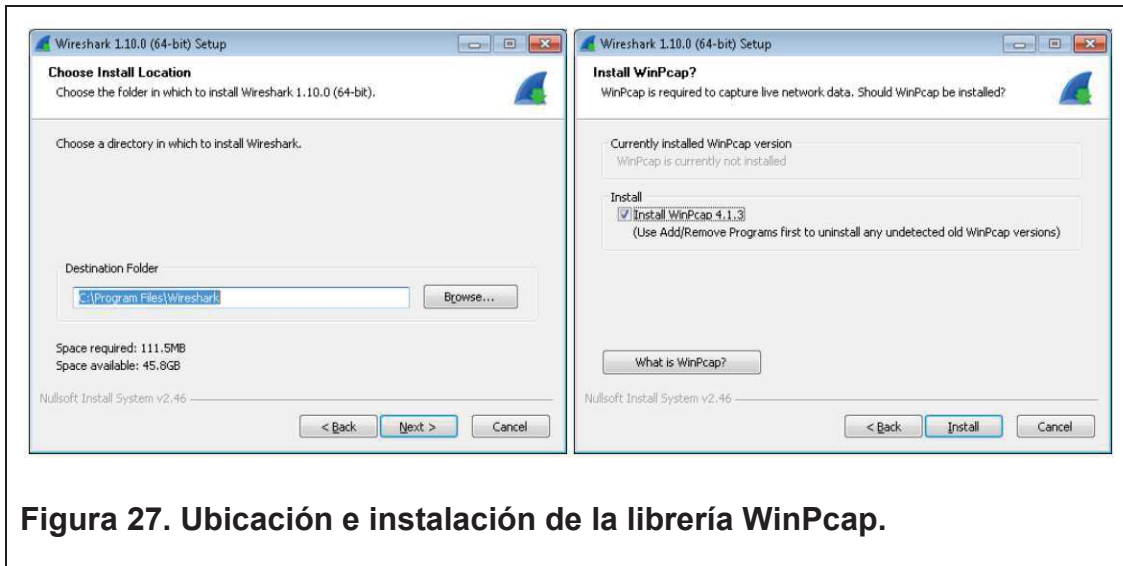 Wireshark 1.10.0 (64-bit) Setup
Choose Install Location
Choose the folder in which to install Wireshark 1.10.0 (64-bit).
Choose a directory in which to install Wireshark.
Destination Folder
C:\Program Files\Wireshark
Browse...
Space required: 111.5MB
Space available: 45.8GB
Nullsoft Install System v2.46
< Back
Next >
Cancel
Wireshark 1.10.0 (64-bit) Setup
Install WinPcap?
WinPcap is required to capture live network data. Should WinPcap be installed?
Currently installed WinPcap version
WinPcap is currently not installed
Install
Install WinPcap 4.1.3
(Use Add/Remove Programs first to uninstall any undetected old WinPcap versions)
What is WinPcap?
Nullsoft Install System v2.46
< Back
Install
Cancel
Figura 27. Ubicación e instalación de la librería WinPcap.